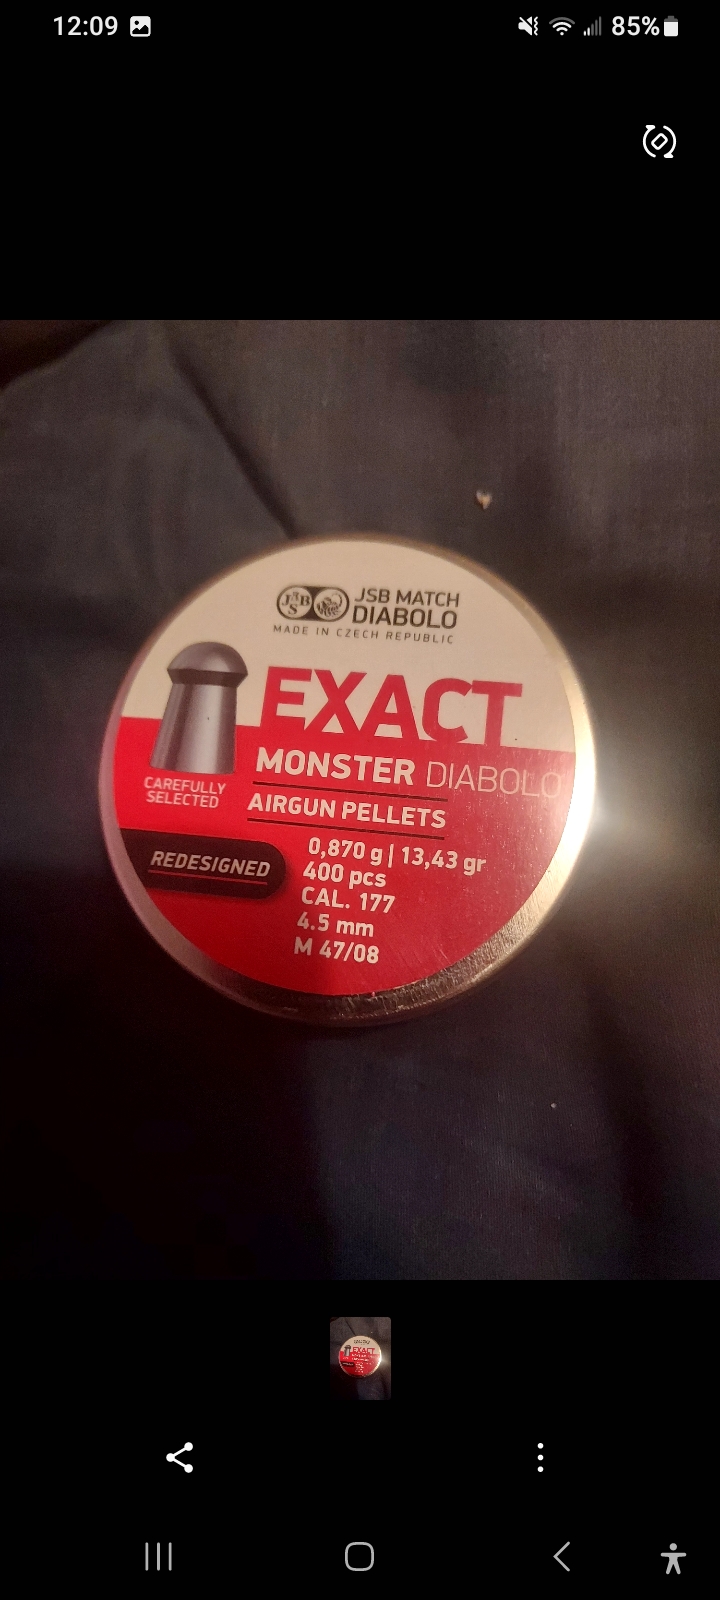 12:09 85%
JSB
JSB MATCH
DIABOLO
MADE IN CZECH REPUBLIC
EXACT
MONSTER DIABOLO
CAREFULLY
SELECTED
AIRGUN PELLETS
REDESIGNED
0,870 g | 13,43 gr
400 pcs
CAL. 177
4.5 mm
M 47/08